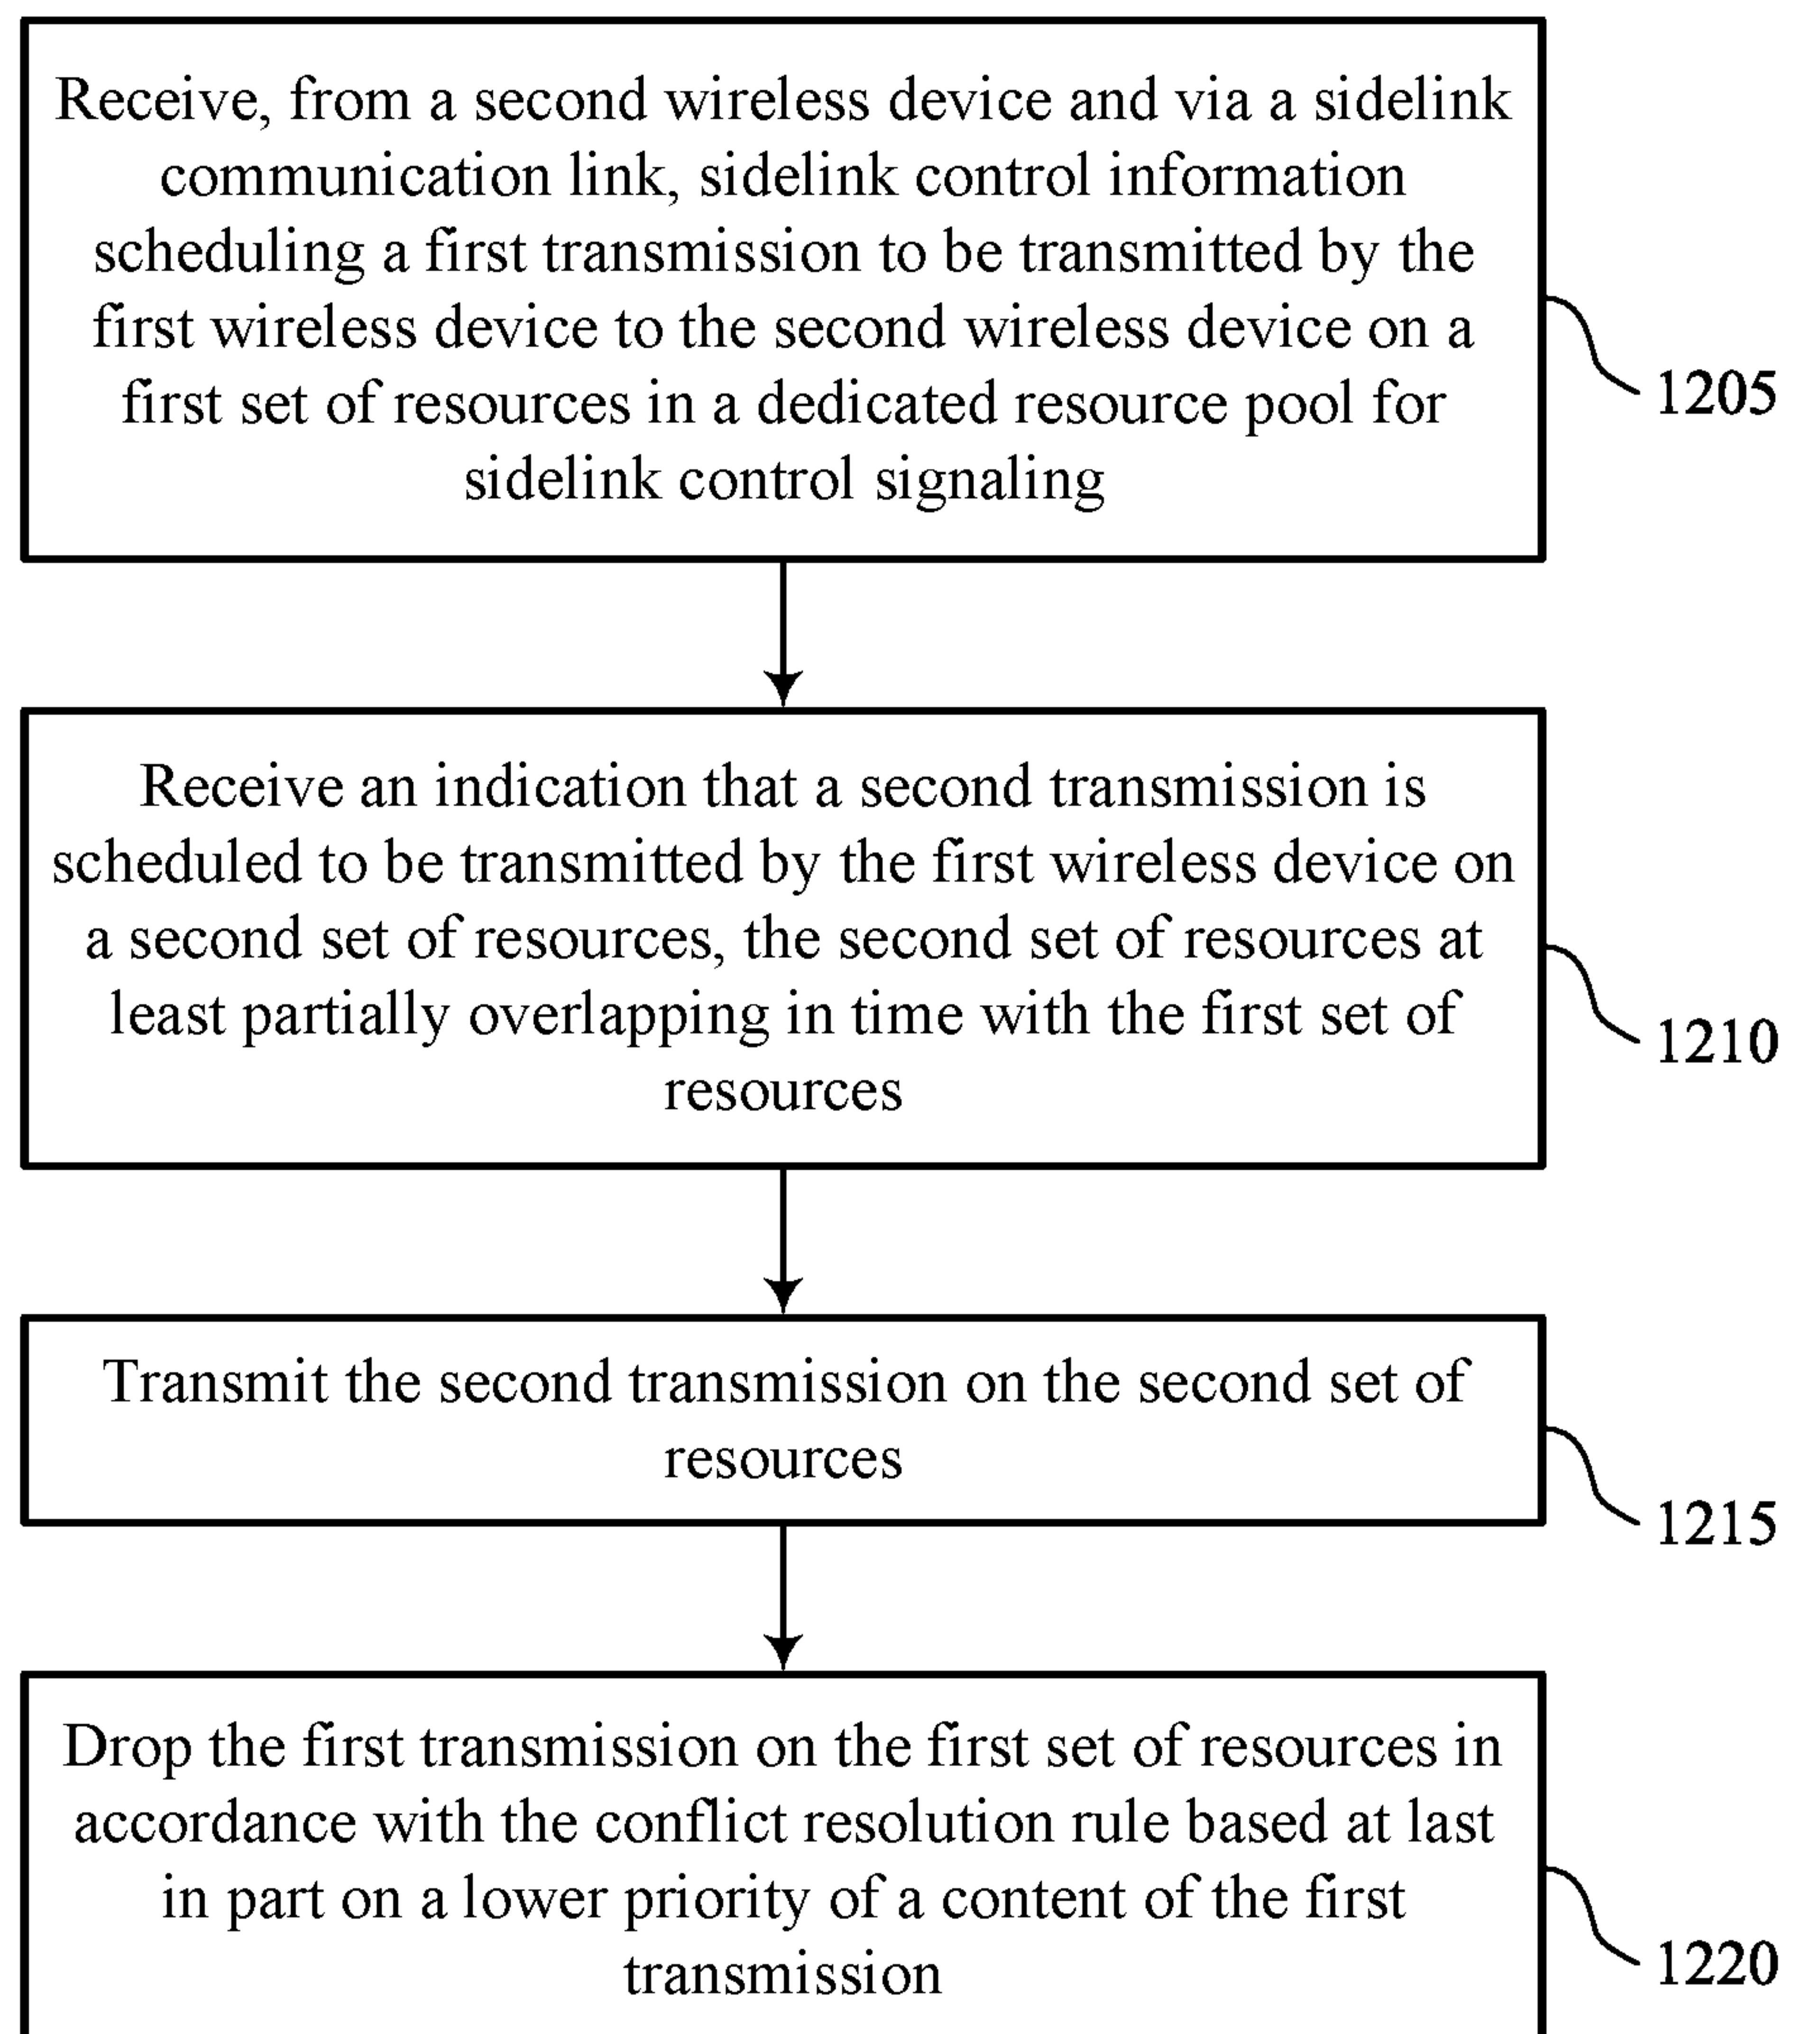 Receive, from a second wireless device and via a sidelink
communication link, sidelink control information
scheduling a first transmission to be transmitted by the
first wireless device to the second wireless device on a
first set of resources in a dedicated resource pool for
sidelink control signaling
1205
Receive an indication that a second transmission is
scheduled to be transmitted by the first wireless device on
a second set of resources, the second set of resources at
least partially overlapping in time with the first set of
resources
1210
Transmit the second transmission on the second set of
resources
1215
Drop the first transmission on the first set of resources in
accordance with the conflict resolution rule based at last
in part on a lower priority of a content of the first
transmission
1220